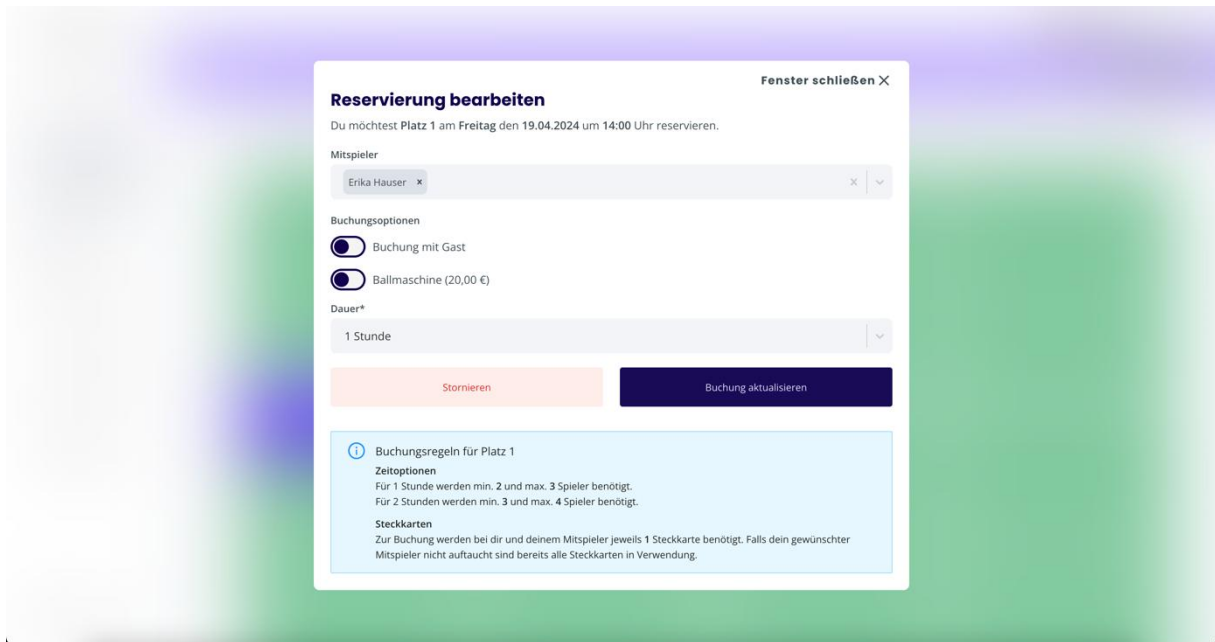 Fenster schließen
Reservierung bearbeiten
Du möchtest Platz 1 am Freitag den 19.04.2024 um 14:00 Uhr reservieren.
Mitspieler
Erika Hauser
Buchungsoptionen
Buchung mit Gast
Ballmaschine (20,00 €)
Dauer*
1 Stunde
Stornieren
Buchung aktualisieren
Buchungsregeln für Platz 1
Zeitoptionen
Für 1 Stunde werden min. 2 und max. 3 Spieler benötigt.
Für 2 Stunden werden min. 3 und max. 4 Spieler benötigt.
Steckkarten
Zur Buchung werden bei dir und deinem Mitspieler jeweils 1 Steckkarte benötigt. Falls dein gewünschter
Mitspieler nicht auftaucht sind bereits alle Steckkarten in Verwendung.